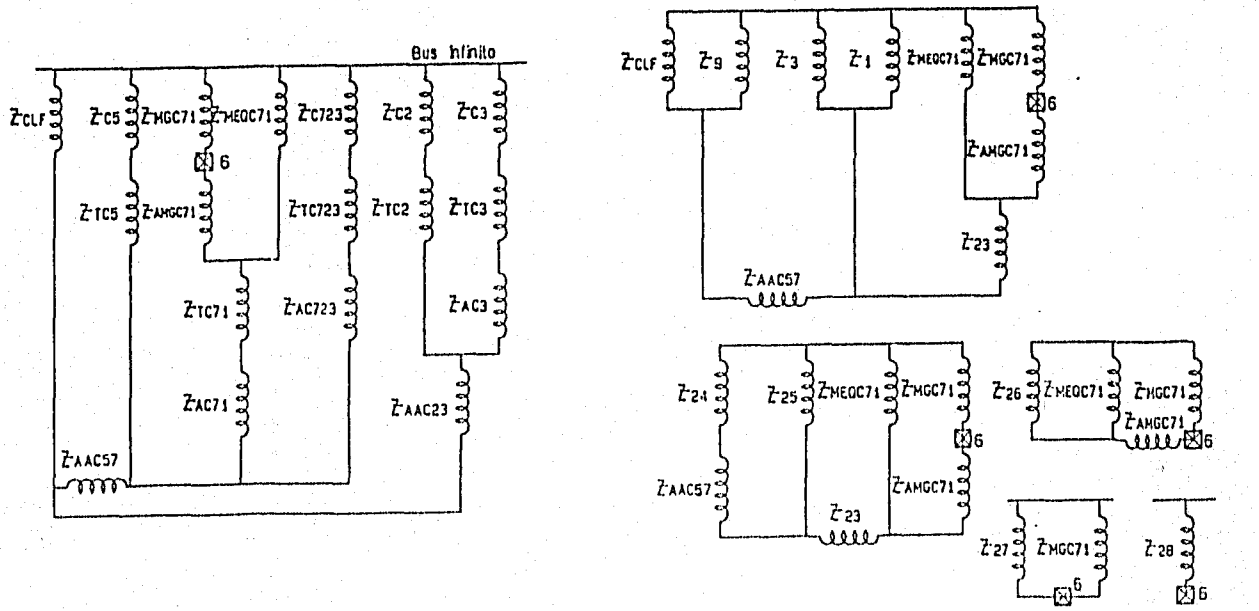 Bus Infinito
Z-CLF Z-C5 Z-MGC71 Z-MEQC71 Z-C723 Z-C2 Z-C3
6
Z-TC5 Z-AMGC71 Z-TC723 Z-TC2 Z-TC3
Z-TC71 Z-AC723 Z-AC3
Z-AC71 Z-AAC23
Z-AAC57
Z-CLF Z-9 Z-3 Z-1 Z-MEQC71 Z-MGC71
6
Z-AMGC71
Z-23
Z-AAC57
Z-24 Z-25 Z-MEQC71 Z-MGC71
6
Z-AAC57 Z-AMGC71
Z-23
Z-26 Z-MEQC71 Z-MGC71
Z-AMGC71
6
Z-27 Z-MGC71
6
Z-28
6